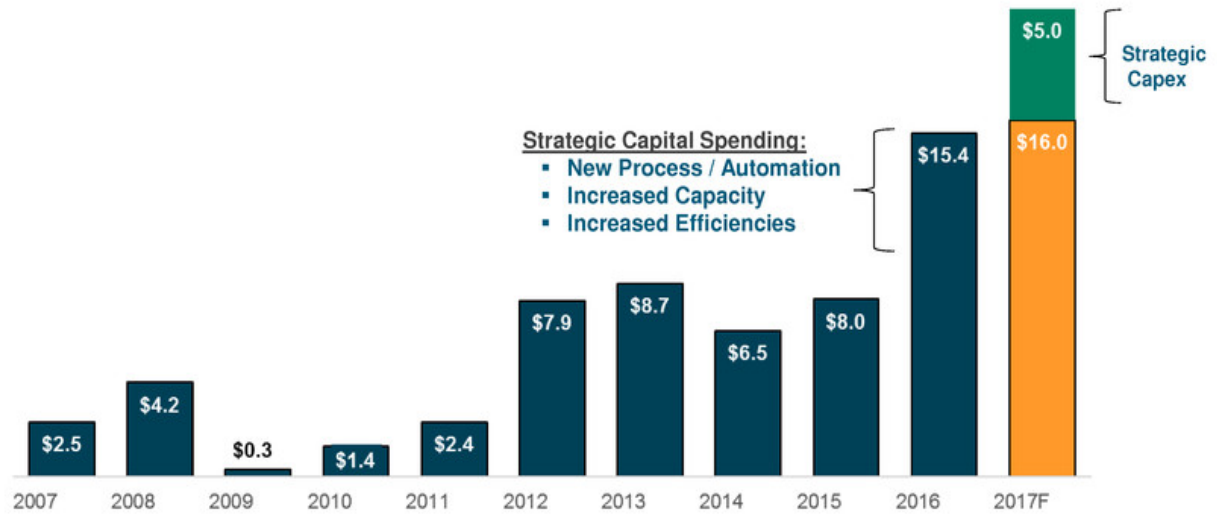 $5.0
Strategic
Capex
Strategic Capital Spending:
▪ New Process / Automation
▪ Increased Capacity
▪ Increased Efficiencies
$15.4
$16.0
$7.9
$8.7
$6.5
$8.0
$4.2
$2.5
$0.3
$1.4
$2.4
2007 2008 2009 2010 2011 2012 2013 2014 2015 2016 2017F